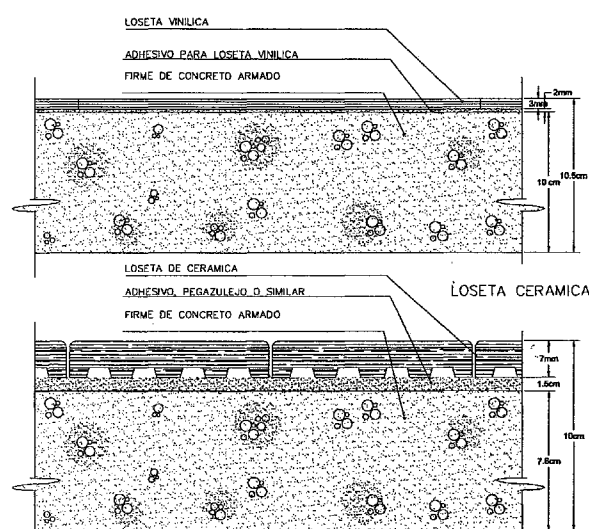 LOSETA VINILICA
ADHESIVO PARA LOSETA VINILICA
FIRME DE CONCRETO ARMADO
2mm
3mm
10 cm
10.5cm
LOSETA DE CERAMICA
LOSETA CERAMICA
ADHESIVO, PEGAZULEJO O SIMILAR
FIRME DE CONCRETO ARMADO
7mm
1.5cm
10cm
7.8cm